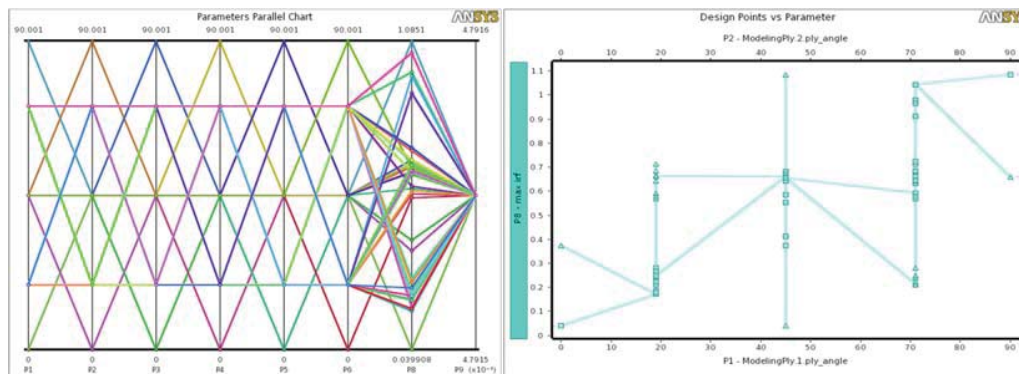 Parameters Parallel Chart
ANSYS
90.001 90.001 90.001 90.001 90.001 90.001 1.0851 4.7916
0 0 0 0 0 0 0.039908 4.7915
P1 P2 P3 P4 P5 P6 P8 P9 (x10⁻⁴)
Design Points vs Parameter
ANSYS
P2 - ModelingPly.2.ply_angle
0 10 20 30 40 50 60 70 80 90
1.1
1
0.9
0.8
0.7
0.6
0.5
0.4
0.3
0.2
0.1
0
P8 - max irf
0 10 20 30 40 50 60 70 80 90
P1 - ModelingPly.1.ply_angle